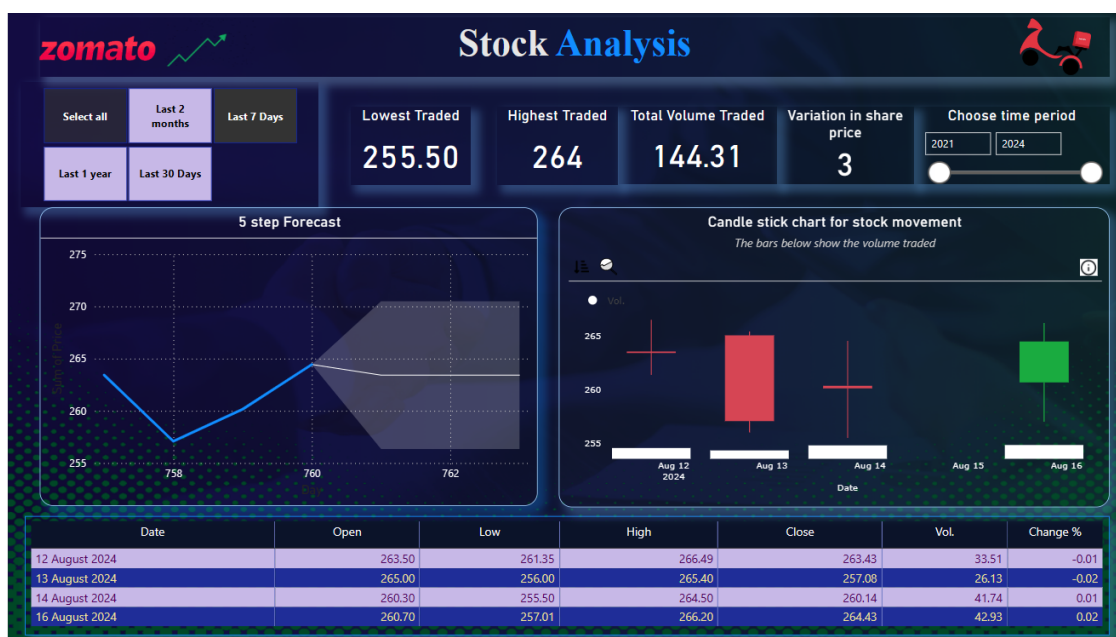 zomato
Stock Analysis
Select all
Last 2
months
Last 7 Days
Last 1 year
Last 30 Days
Lowest Traded
255.50
Highest Traded
264
Total Volume Traded
144.31
Variation in share
price
3
Choose time period
2021
2024
5 step Forecast
275
270
265
260
255
Sum of Price
758
760
762
Candle stick chart for stock movement
The bars below show the volume traded
Vol.
265
260
255
Aug 12
2024
Aug 13
Aug 14
Aug 15
Aug 16
Date
Date Open Low High Close Vol. Change %
12 August 2024 263.50 261.35 266.49 263.43 33.51 -0.01
13 August 2024 265.00 256.00 265.40 257.08 26.13 -0.02
14 August 2024 260.30 255.50 264.50 260.14 41.74 0.01
16 August 2024 260.70 257.01 266.20 264.43 42.93 0.02